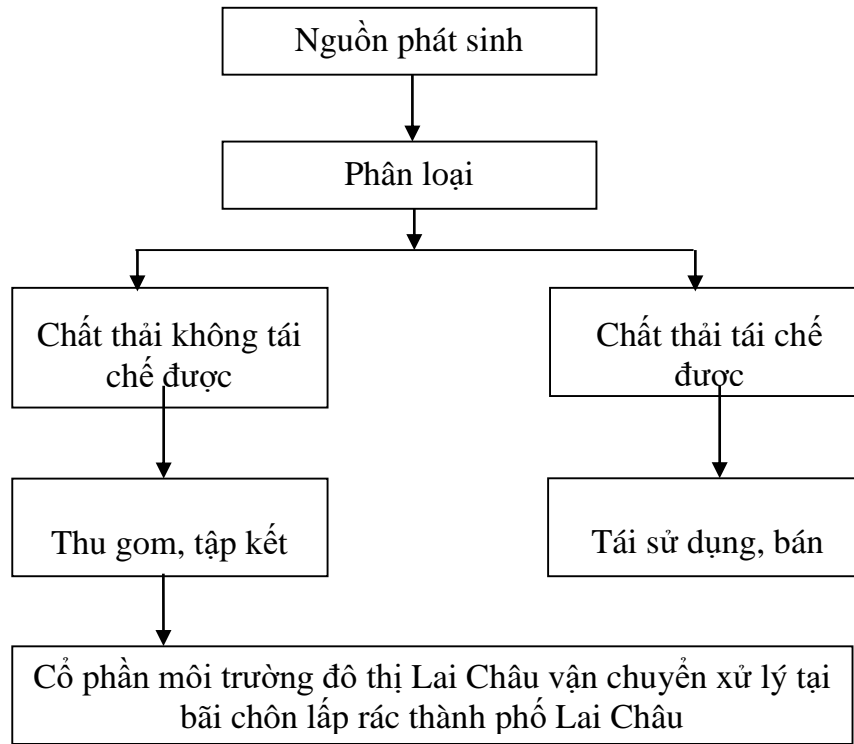 Nguồn phát sinh
Phân loại
Chất thải không tái
chế được
Chất thải tái chế
được
Thu gom, tập kết
Tái sử dụng, bán
Cổ phần môi trường đô thị Lai Châu vận chuyển xử lý tại
bãi chôn lấp rác thành phố Lai Châu